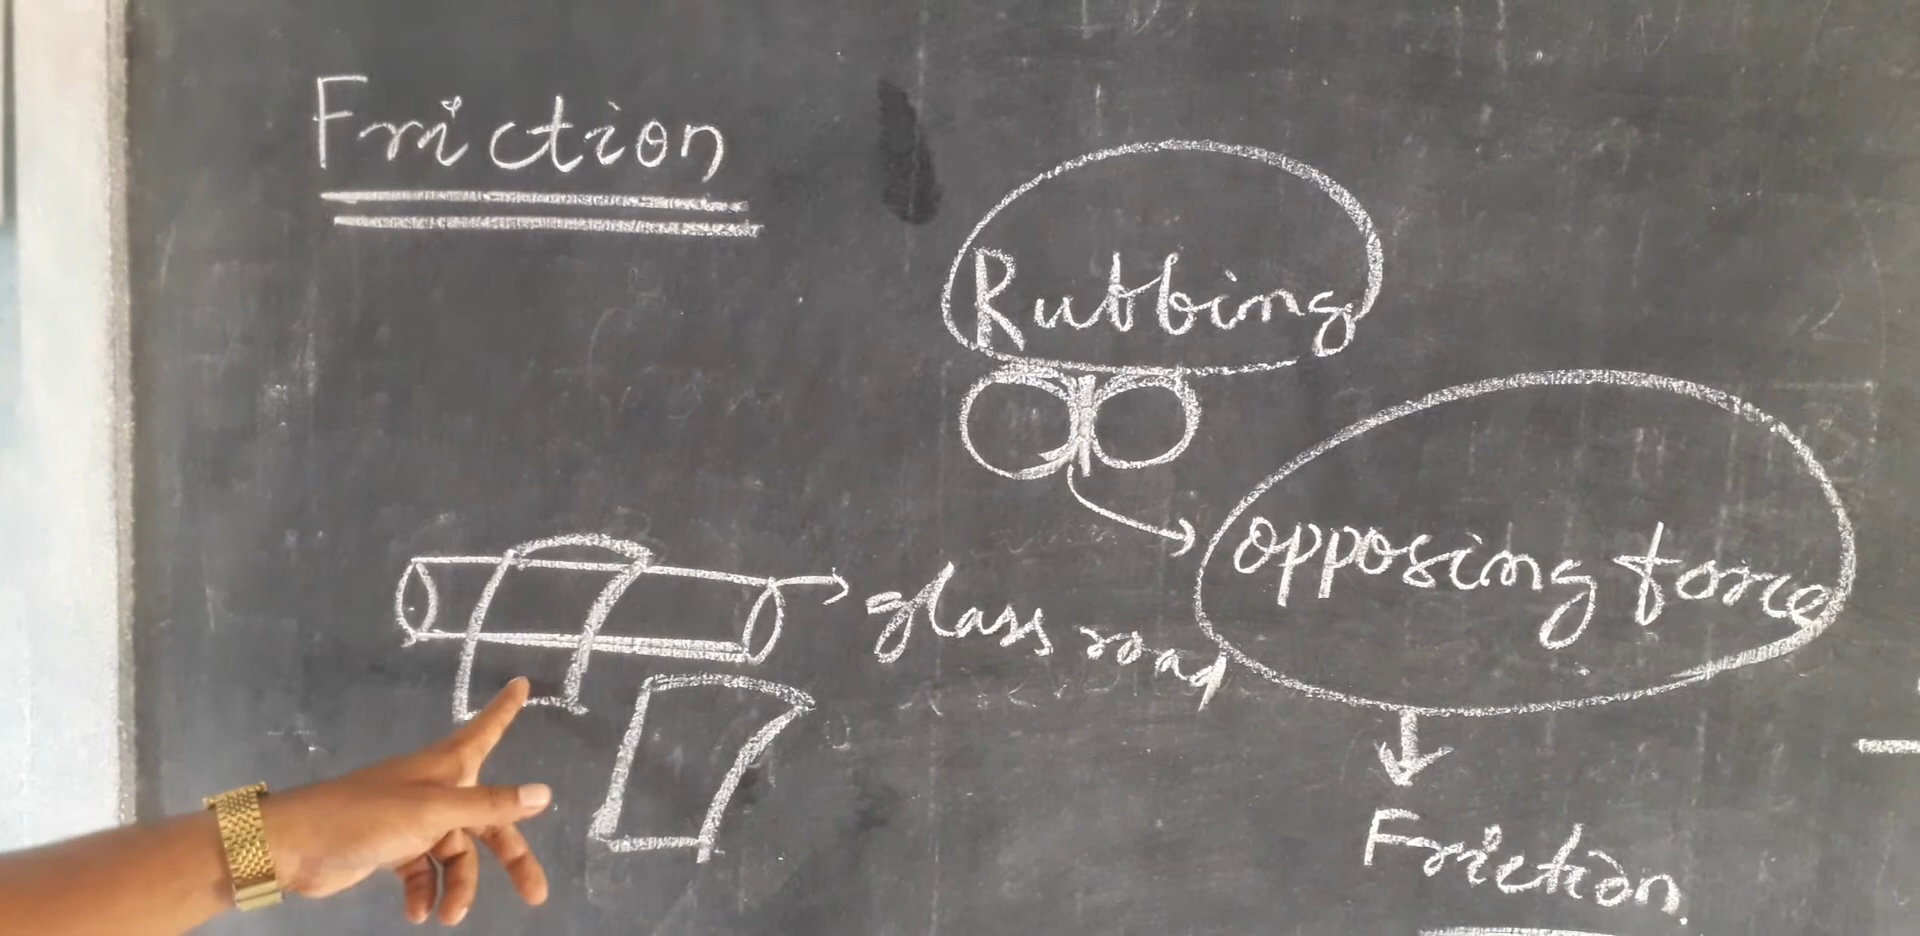 Friction
Rubbing
opposing force
glass road
Friction